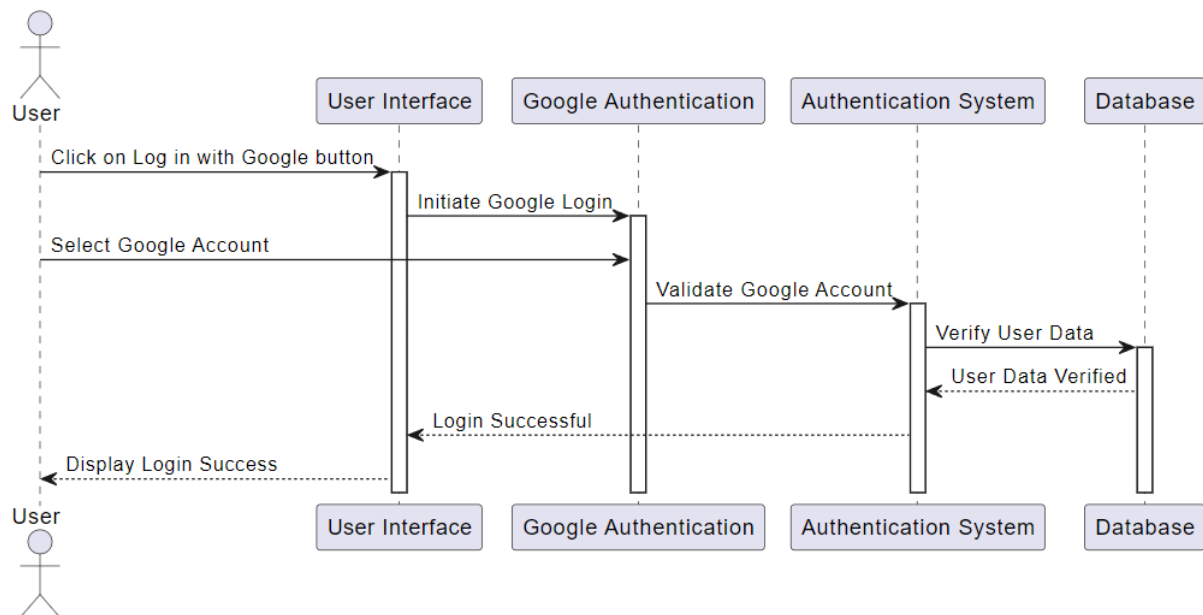 User
User Interface
Google Authentication
Authentication System
Database
Click on Log in with Google button
Initiate Google Login
Select Google Account
Validate Google Account
Verify User Data
User Data Verified
Login Successful
Display Login Success
User
User Interface
Google Authentication
Authentication System
Database